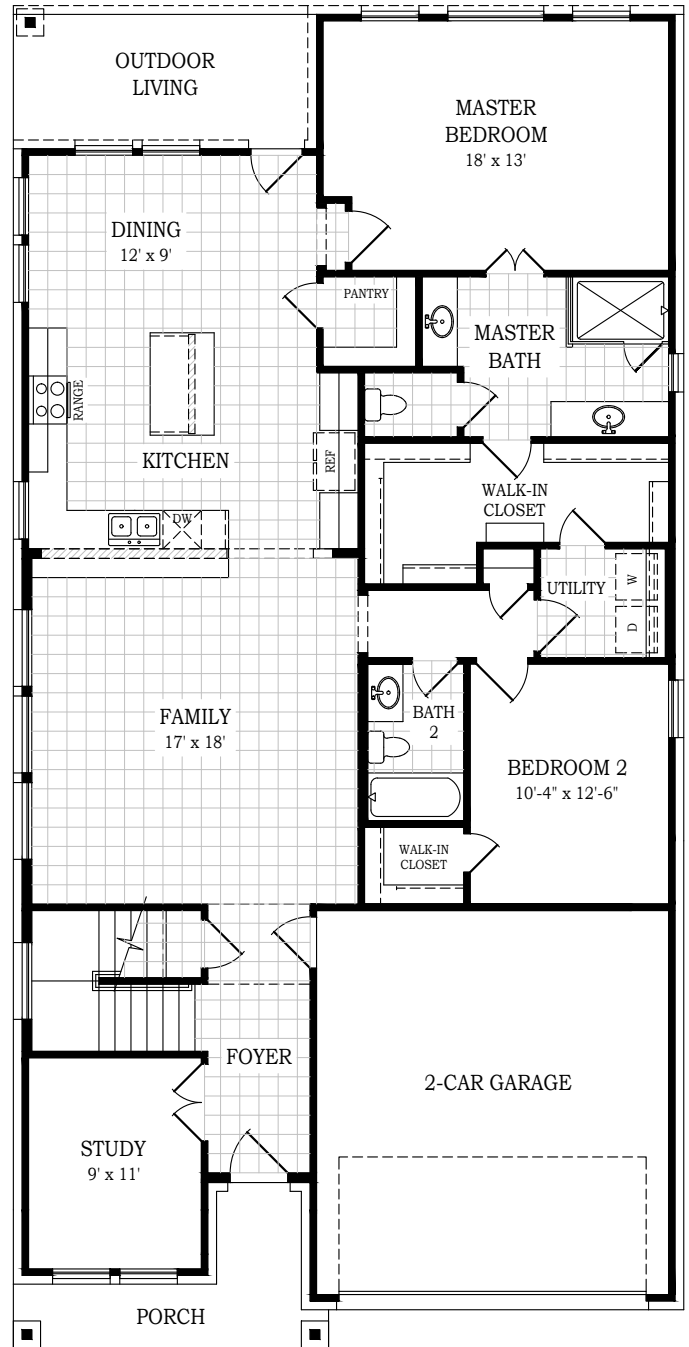 OUTDOOR
LIVING
MASTER
BEDROOM
18' x 13'
DINING
12' x 9'
PANTRY
MASTER
BATH
RANGE
KITCHEN
REF
WALK-IN
CLOSET
DW
UTILITY
W
D
FAMILY
17' x 18'
BATH
2
BEDROOM 2
10'-4" x 12'-6"
WALK-IN
CLOSET
FOYER
2-CAR GARAGE
STUDY
9' x 11'
PORCH